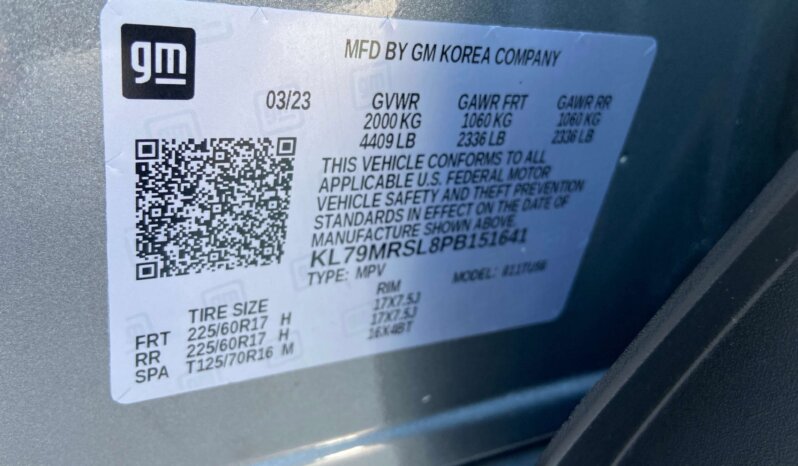 gm
MFD BY GM KOREA COMPANY
03/23 GVWR GAWR FRT GAWR RR
2000 KG 1060 KG 1060 KG
4409 LB 2336 LB 2336 LB
THIS VEHICLE CONFORMS TO ALL
APPLICABLE U.S. FEDERAL MOTOR
VEHICLE SAFETY AND THEFT PREVENTION
STANDARDS IN EFFECT ON DATE OF
MANUFACTURE SHOWN ABOVE.
KL79MRSL8PB151641
TYPE: MPV MODEL:
TIRE SIZE RIM
FRT 225/60R17 H 17X7.5J
RR 225/60R17 H 17X7.5J
SPA T125/70R16 M 16X4BT